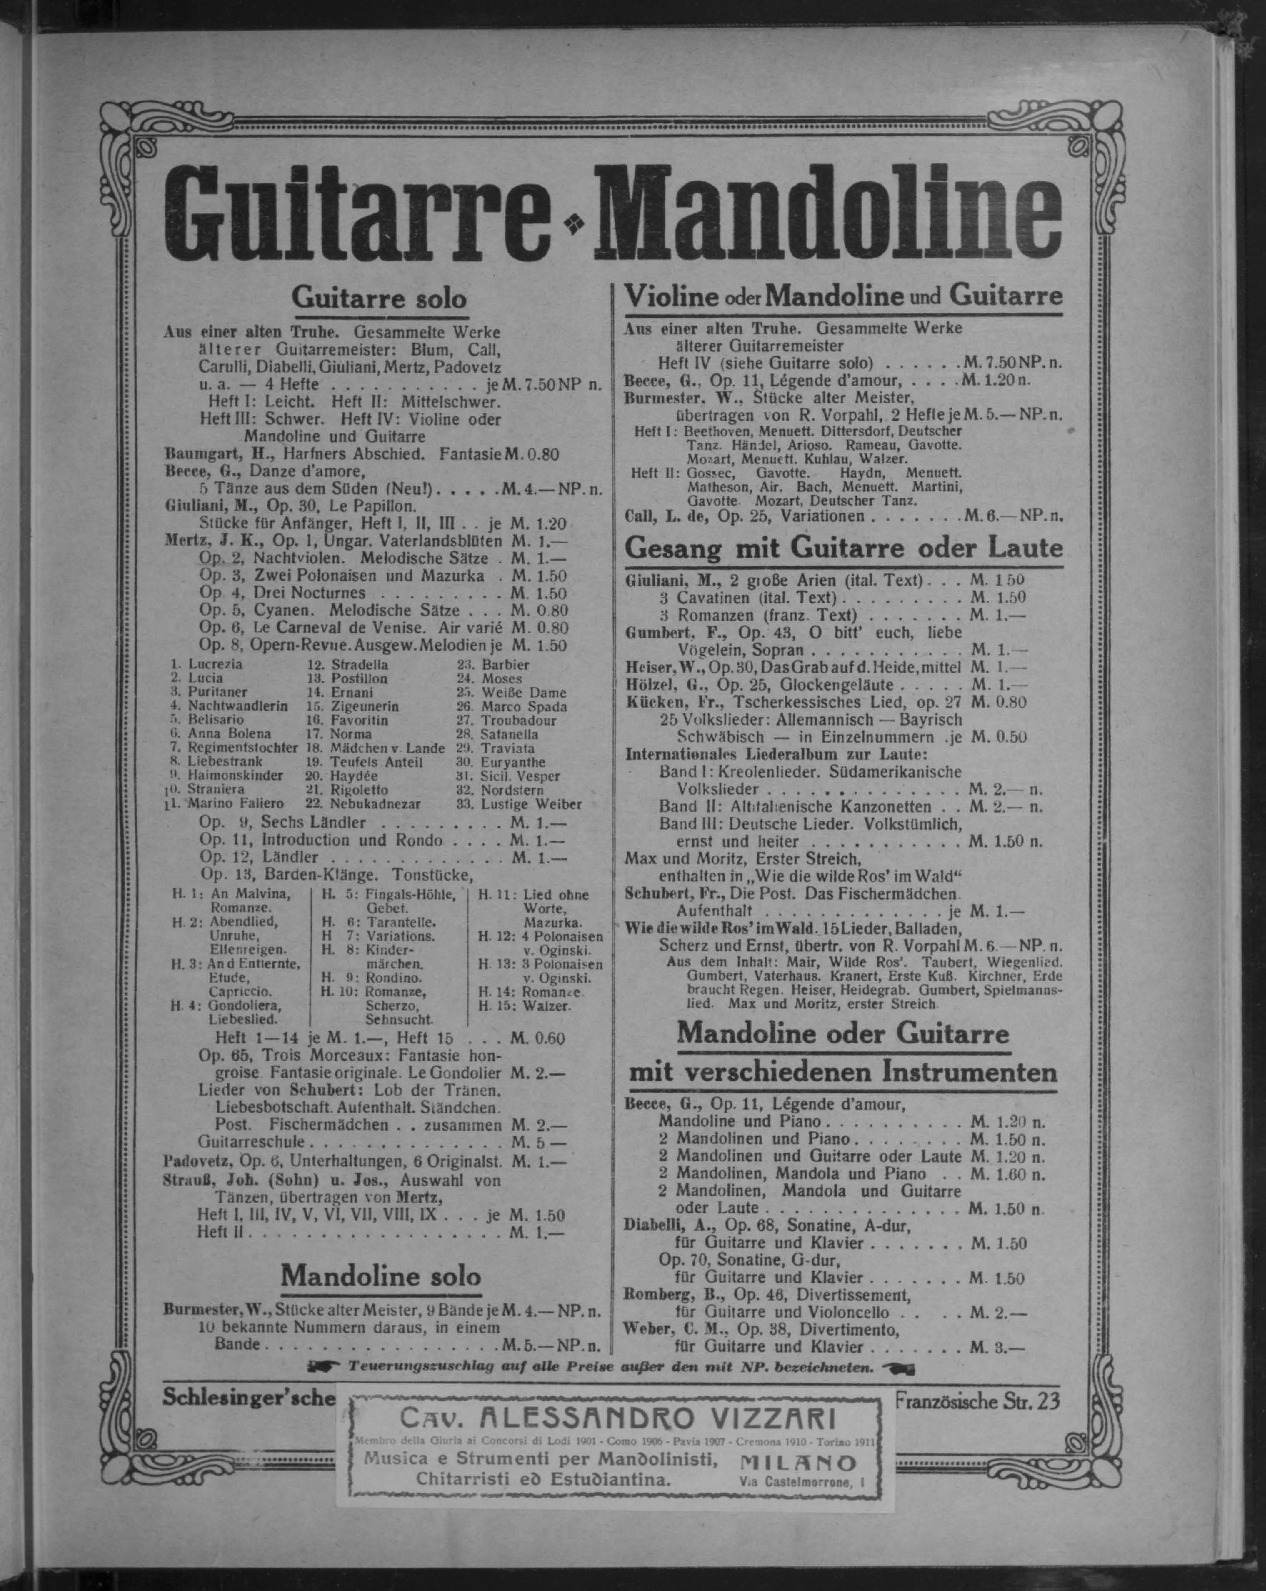 Guitarre Mandoline
Guitarre solo
Aus einer alten Truhe. Gesammelte Werke
älterer Guitarremeister: Blum, Call,
Carulli, Diabelli, Giuliani, Mertz, Padovetz
u. a. — 4 Hefte . . . . . . . . . . . je M. 7.50 NP n.
Heft I: Leicht. Heft II: Mittelschwer.
Heft III: Schwer. Heft IV: Violine oder
Mandoline und Guitarre
Baumgart, H., Harfners Abschied. Fantasie M. 0.80
Becce, G., Danze d'amore,
5 Tänze aus dem Süden (Neu!) . . . . . M. 4.— NP. n.
Giuliani, M., Op. 30, Le Papillon.
Stücke für Anfänger, Heft I, II, III . . je M. 1.20
Mertz, J. K., Op. 1, Ungar. Vaterlandsblüten M. 1.—
Op. 2, Nachtviolen. Melodische Sätze . M. 1.—
Op. 3, Zwei Polonaisen und Mazurka . M. 1.50
Op 4, Drei Nocturnes . . . . . . . . . M. 1.50
Op. 5, Cyanen. Melodische Sätze . . . M. 0.80
Op. 6, Le Carneval de Venise. Air varié M. 0.80
Op. 8, Opern-Revue. Ausgew. Melodien je M. 1.50
1. Lucrezia 12. Stradella 23. Barbier
2. Lucia 13. Postillon 24. Moses
3. Puritaner 14. Ernani 25. Weiße Dame
4. Nachtwandlerin 15. Zigeunerin 26. Marco Spada
5. Belisario 16. Favoritin 27. Troubadour
6. Anna Bolena 17. Norma 28. Satanella
7. Regimentstochter 18. Mädchen v. Lande 29. Traviata
8. Liebestrank 19. Teufels Anteil 30. Euryanthe
9. Haimonskinder 20. Haydée 31. Sicil. Vesper
10. Straniera 21. Rigoletto 32. Nordstern
11. Marino Faliero 22. Nebukadnezar 33. Lustige Weiber
Op. 9, Sechs Ländler . . . . . . . . . M. 1.—
Op. 11, Introduction und Rondo . . . . M. 1.—
Op. 12, Ländler . . . . . . . . . . . . . M. 1.—
Op. 13, Barden-Klänge. Tonstücke,
H. 1: An Malvina,
Romanze.
H. 2: Abendlied,
Unruhe,
Elfenreigen.
H. 3: An d Entfernte,
Etude,
Capriccio.
H. 4: Gondoliera,
Liebeslied.
H. 5: Fingals-Höhle,
Gebet.
H. 6: Tarantelle.
H 7: Variations.
H. 8: Kinder-
märchen.
H. 9: Rondino.
H. 10: Romanze,
Scherzo,
Sehnsucht.
H. 11: Lied ohne
Worte,
Mazurka.
H. 12: 4 Polonaisen
v. Oginski.
H. 13: 3 Polonaisen
v. Oginski.
H. 14: Romanze.
H. 15: Walzer.
Heft 1—14 je M. 1.—, Heft 15 . . . M. 0.60
Op. 65, Trois Morceaux: Fantasie hon-
groise. Fantasie originale. Le Gondolier M. 2.—
Lieder von Schubert: Lob der Tränen.
Liebesbotschaft. Aufenthalt. Ständchen.
Post. Fischermädchen . . zusammen M. 2.—
Guitarreschule . . . . . . . . . . . . . . M. 5 —
Padovetz, Op. 6, Unterhaltungen, 6 Originalst. M. 1.—
Strauß, Joh. (Sohn) u. Jos., Auswahl von
Tänzen, übertragen von Mertz,
Heft I, III, IV, V, VI, VII, VIII, IX . . . je M. 1.50
Heft II . . . . . . . . . . . . . . . . . . M. 1.—
Mandoline solo
Burmester, W., Stücke alter Meister, 9 Bände je M. 4.— NP. n.
10 bekannte Nummern daraus, in einem
Bande . . . . . . . . . . . . . . . . . M. 5.— NP. n.
Violine oder Mandoline und Guitarre
Aus einer alten Truhe. Gesammelte Werke
älterer Guitarremeister
Heft IV (siehe Guitarre solo) . . . . . . M. 7.50 NP. n.
Becce, G., Op. 11, Légende d'amour, . . . . M. 1.20 n.
Burmester, W., Stücke alter Meister,
übertragen von R. Vorpahl, 2 Hefte je M. 5.— NP. n.
Heft I: Beethoven, Menuett. Dittersdorf, Deutscher
Tanz. Händel, Arioso. Rameau, Gavotte.
Mozart, Menuett. Kuhlau, Walzer.
Heft II: Gossec, Gavotte. Haydn, Menuett.
Matheson, Air. Bach, Menuett. Martini,
Gavotte. Mozart, Deutscher Tanz.
Call, L. de, Op. 25, Variationen . . . . . . . M. 6.— NP. n.
Gesang mit Guitarre oder Laute
Giuliani, M., 2 große Arien (ital. Text) . . . M. 1 50
3 Cavatinen (ital. Text) . . . . . . . . . M. 1.50
3 Romanzen (franz. Text) . . . . . . . M. 1.—
Gumbert, F., Op. 43, O bitt' euch, liebe
Vögelein, Sopran . . . . . . . . . . . M. 1.—
Heiser, W., Op. 30, Das Grab auf d. Heide, mittel M. 1.—
Hölzel, G., Op. 25, Glockengeläute . . . . . M. 1.—
Kücken, Fr., Tscherkessisches Lied, op. 27 M. 0.80
25 Volkslieder: Allemannisch — Bayrisch
Schwäbisch — in Einzelnummern . je M. 0.50
Internationales Liederalbum zur Laute:
Band I: Kreolenlieder. Südamerikanische
Volkslieder . . . . . . . . . . . . . . M. 2.— n.
Band II: Altitalienische Kanzonetten . . M. 2.— n.
Band III: Deutsche Lieder. Volkstümlich,
ernst und heiter . . . . . . . . . . . M. 1.50 n.
Max und Moritz, Erster Streich,
enthalten in „Wie die wilde Ros' im Wald“
Schubert, Fr., Die Post. Das Fischermädchen.
Aufenthalt . . . . . . . . . . . . . je M. 1.—
Wie die wilde Ros' im Wald. 15 Lieder, Balladen,
Scherz und Ernst, übertr. von R. Vorpahl M. 6.— NP. n.
Aus dem Inhalt: Mair, Wilde Ros'. Taubert, Wiegenlied.
Gumbert, Vaterhaus. Kranert, Erste Kuß. Kirchner, Erde
braucht Regen. Heiser, Heidegrab. Gumbert, Spielmanns-
lied. Max und Moritz, erster Streich
Mandoline oder Guitarre
mit verschiedenen Instrumenten
Becce, G., Op. 11, Légende d'amour,
Mandoline und Piano . . . . . . . . . . M. 1.20 n.
2 Mandolinen und Piano . . . . . . . . M. 1.50 n.
2 Mandolinen und Guitarre oder Laute M. 1.20 n.
2 Mandolinen, Mandola und Piano . . M. 1.60 n.
2 Mandolinen, Mandola und Guitarre
oder Laute . . . . . . . . . . . . . . M. 1.50 n.
Diabelli, A., Op. 68, Sonatine, A-dur,
für Guitarre und Klavier . . . . . . . M. 1.50
Op. 70, Sonatine, G-dur,
für Guitarre und Klavier . . . . . . . M. 1.50
Romberg, B., Op. 46, Divertissement,
für Guitarre und Violoncello . . . . . M. 2.—
Weber, C. M., Op. 38, Divertimento,
für Guitarre und Klavier . . . . . . . M. 3.—
Teuerungszuschlag auf alle Preise außer den mit NP. bezeichneten.
Schlesinger'sche Französische Str. 23
Cav. ALESSANDRO VIZZARI
Membro della Giuria ai Concorsi di Lodi 1901 - Como 1906 - Pavia 1907 - Cremona 1910 - Torino 1911
Musica e Strumenti per Mandolinisti, MILANO
Chitarristi ed Estudiantina. Via Castelmorrone, 1